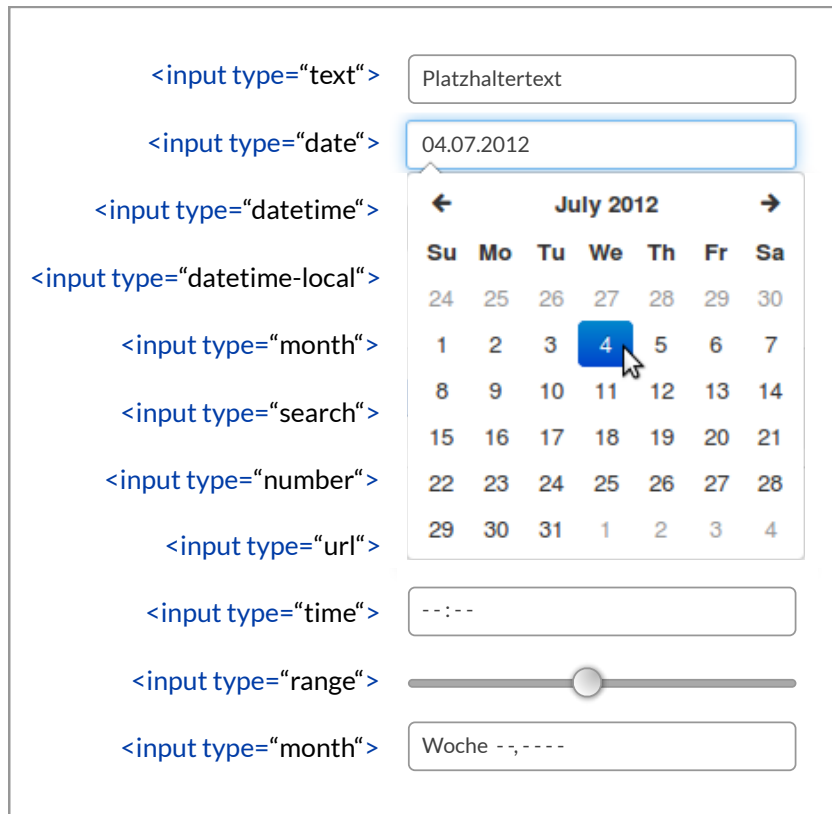 <input type=“text“> Platzhaltertext
<input type=“date“> 04.07.2012
<input type=“datetime“>
<input type=“datetime-local“>
<input type=“month“>
<input type=“search“>
<input type=“number“>
<input type=“url“>
July 2012
Su Mo Tu We Th Fr Sa
24 25 26 27 28 29 30
1 2 3 4 5 6 7
8 9 10 11 12 13 14
15 16 17 18 19 20 21
22 23 24 25 26 27 28
29 30 31 1 2 3 4
<input type=“time“> --:--
<input type=“range“>
<input type=“month“> Woche --,----